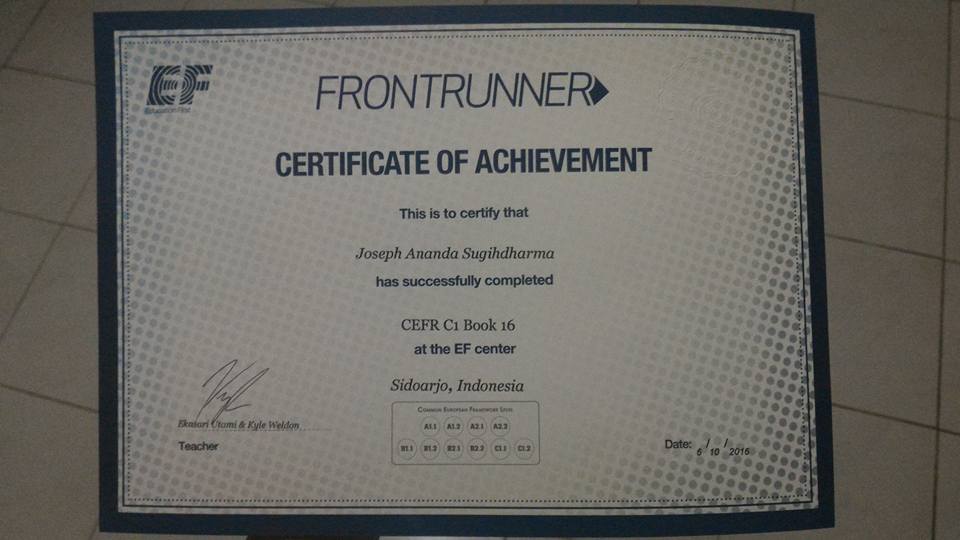 EF
Education First
FRONTRUNNER
CERTIFICATE OF ACHIEVEMENT
This is to certify that
Joseph Ananda Sugihdharma
has successfully completed
CEFR C1 Book 16
at the EF center
Sidoarjo, Indonesia
Common European Framework Level
A1.1 A1.2 A2.1 A2.2
B1.1 B1.2 B2.1 B2.2 C1.1 C1.2
Ekasari Utami & Kyle Weldon
Teacher
Date: 6 / 10 / 2016